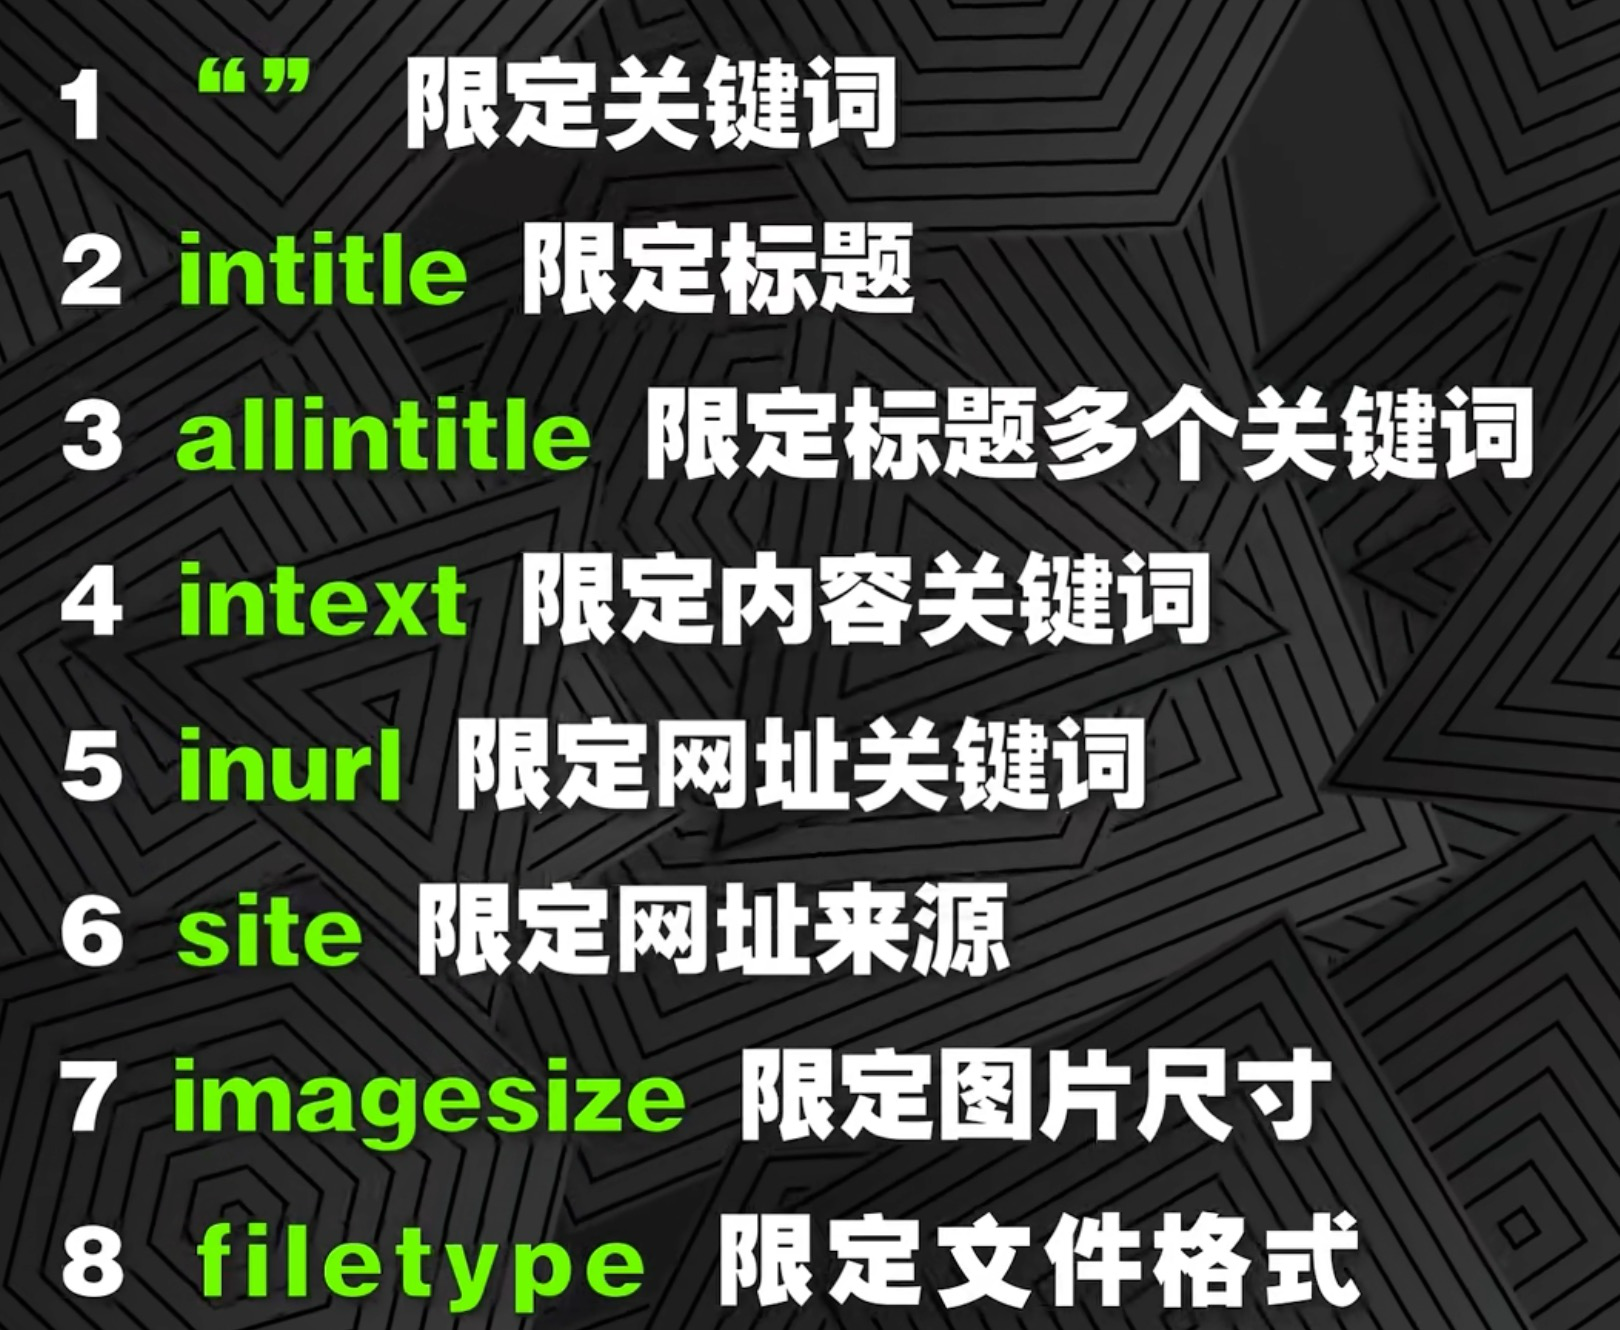 1 “ ” 限定关键词
2 intitle 限定标题
3 allintitle 限定标题多个关键词
4 intext 限定内容关键词
5 inurl 限定网址关键词
6 site 限定网址来源
7 imagesize 限定图片尺寸
8 filetype 限定文件格式